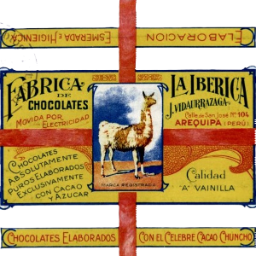 ESMERADA E HIGIENICA
ELABORACION
FABRICA
DE
CHOCOLATES
MOVIDA POR
ELECTRICIDAD
CHOCOLATES
ABSOLUTAMENTE
PUROS ELABORADOS
EXCLUSIVAMENTE
CON CACAO
Y AZUCAR
MARCA REGISTRADA
LA IBERICA
J. VIDAURRAZAGA
Calle de San José Nº 104
AREQUIPA (PERÚ)
Calidad
"A" VAINILLA
CHOCOLATES ELABORADOS
CON EL CELEBRE CACAO CHUNCHO